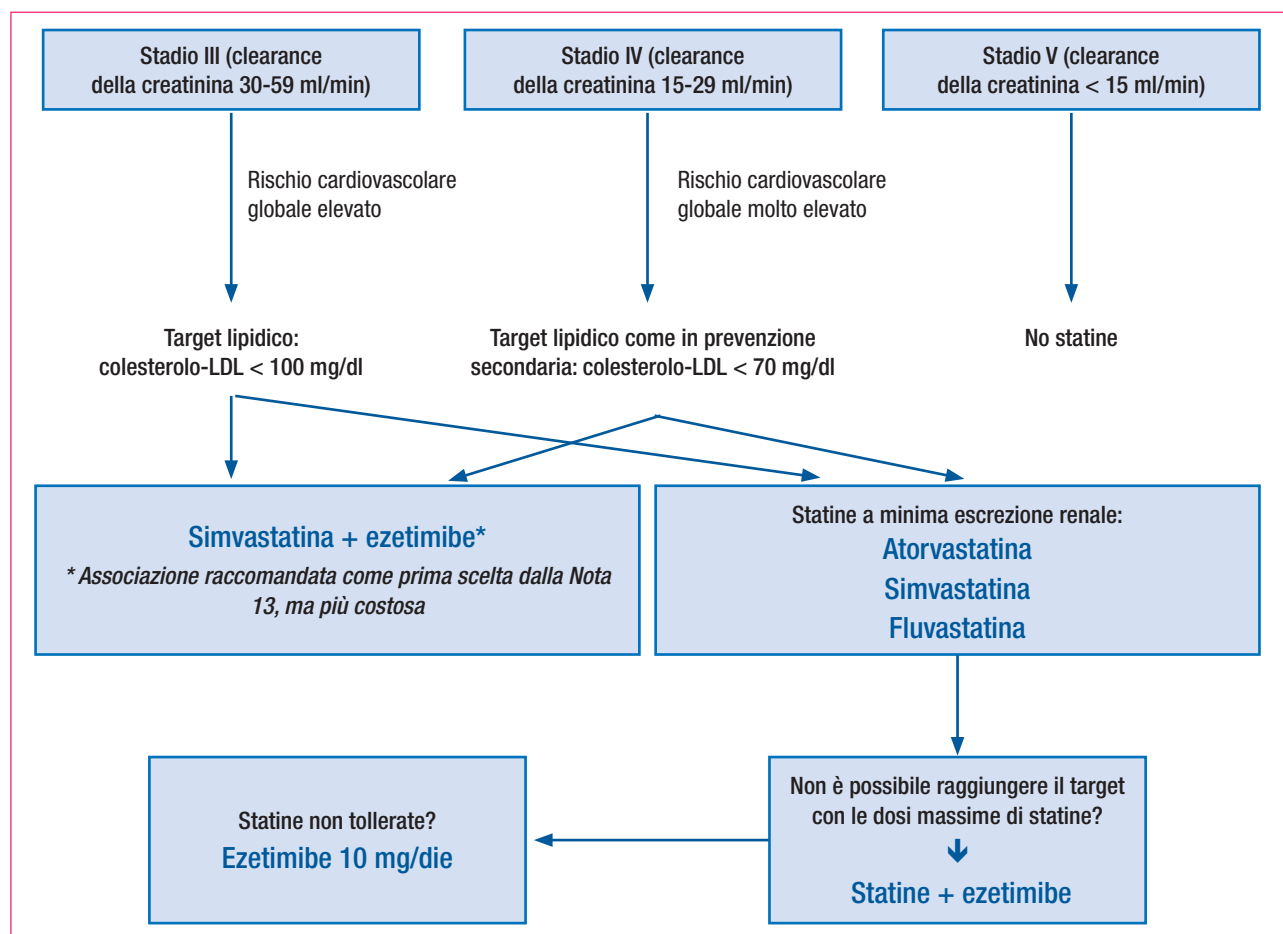 Stadio III (clearance
della creatinina 30-59 ml/min)
Stadio IV (clearance
della creatinina 15-29 ml/min)
Stadio V (clearance
della creatinina < 15 ml/min)
Rischio cardiovascolare
globale elevato
Rischio cardiovascolare
globale molto elevato
Target lipidico:
colesterolo-LDL < 100 mg/dl
Target lipidico come in prevenzione
secondaria: colesterolo-LDL < 70 mg/dl
No statine
Simvastatina + ezetimibe*
* Associazione raccomandata come prima scelta dalla Nota
13, ma più costosa
Statine a minima escrezione renale:
Atorvastatina
Simvastatina
Fluvastatina
Statine non tollerate?
Ezetimibe 10 mg/die
Non è possibile raggiungere il target
con le dosi massime di statine?
Statine + ezetimibe